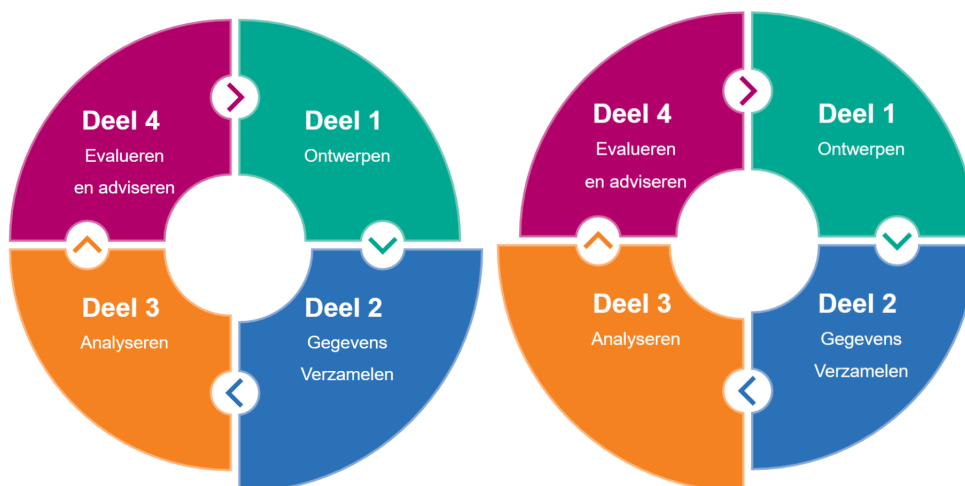 Deel 4
Evalueren
en adviseren
Deel 1
Ontwerpen
Deel 3
Analyseren
Deel 2
Gegevens
Verzamelen
Deel 4
Evalueren
en adviseren
Deel 1
Ontwerpen
Deel 3
Analyseren
Deel 2
Gegevens
Verzamelen